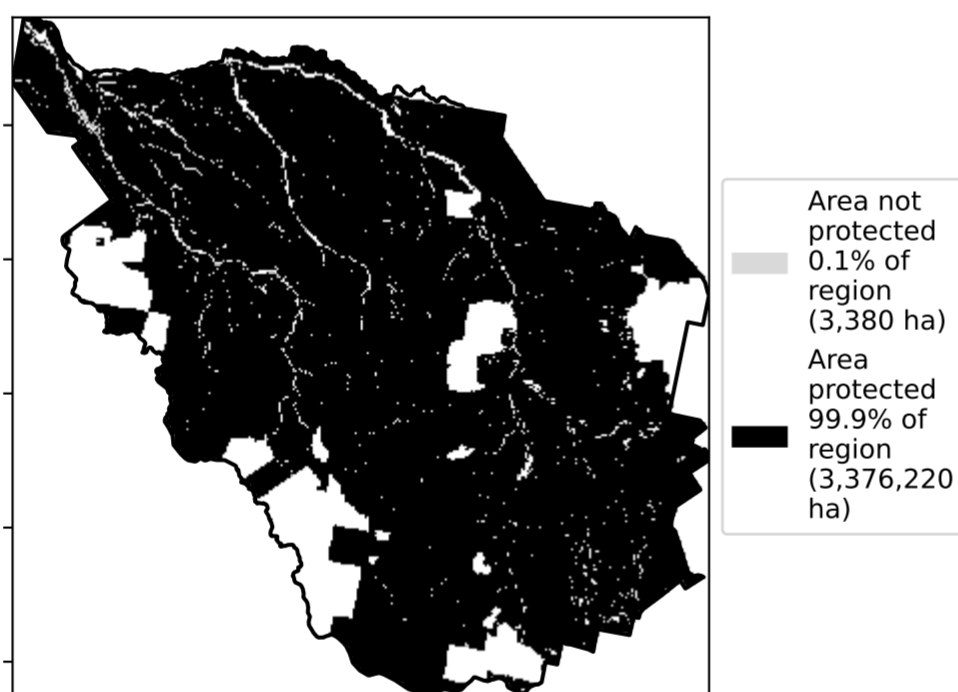 Area not
protected
0.1% of
region
(3,380 ha)
Area
protected
99.9% of
region
(3,376,220
ha)